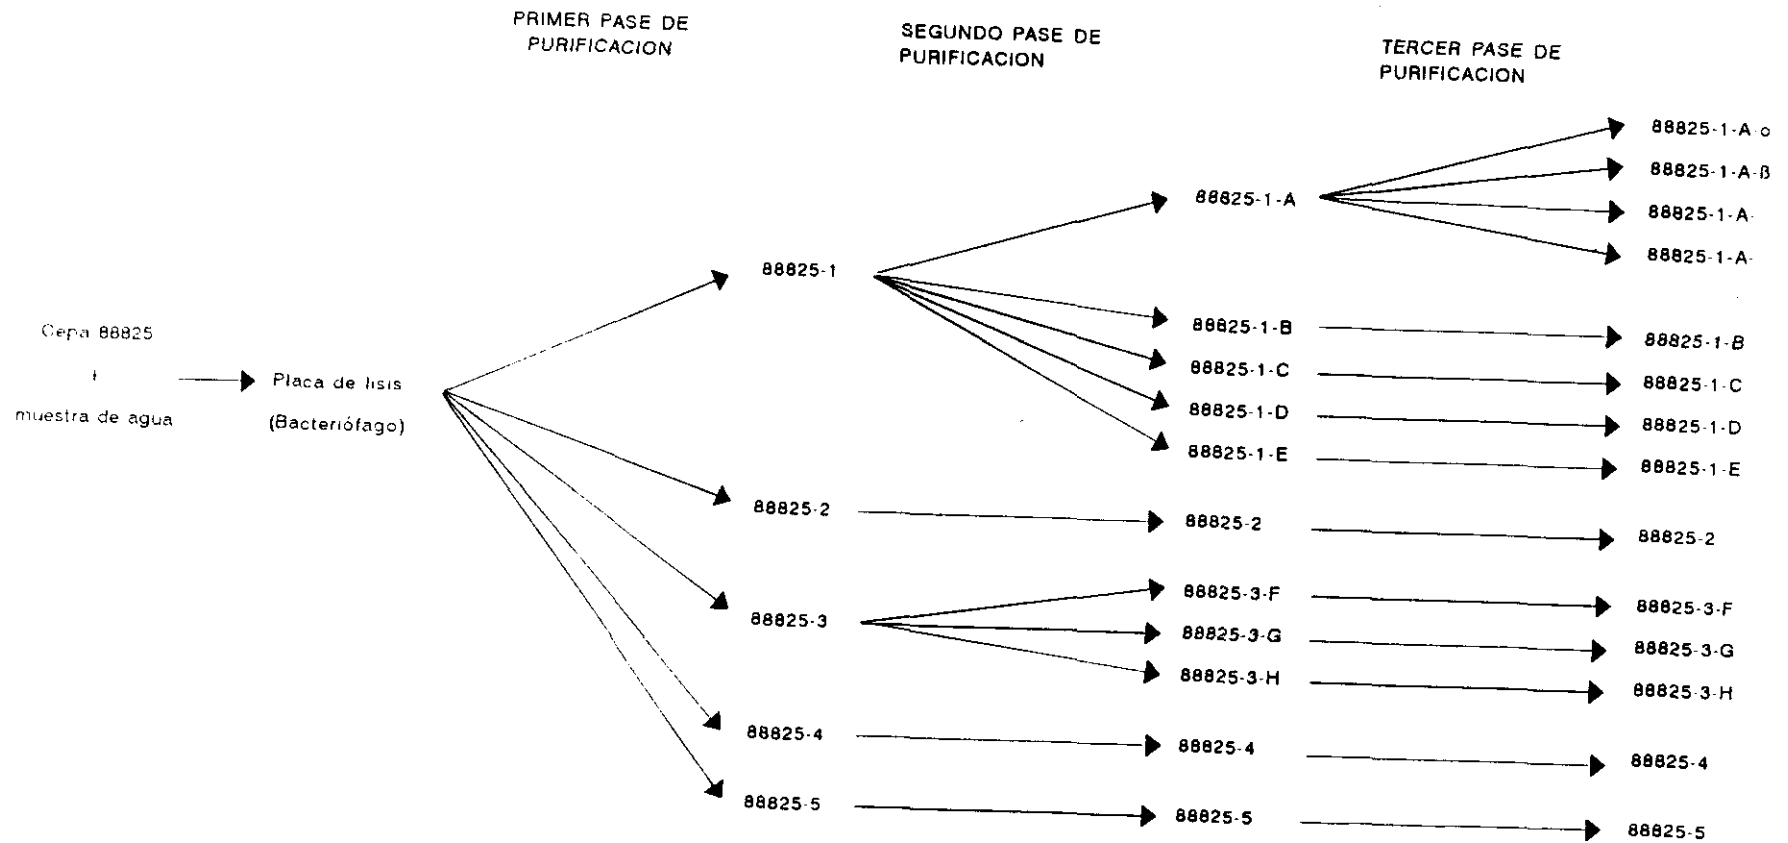 PRIMER PASE DE
PURIFICACION
SEGUNDO PASE DE
PURIFICACION
TERCER PASE DE
PURIFICACION
Cepa 88825
+
muestra de agua
Placa de lisis
(Bacteriófago)
88825-1
88825-2
88825-3
88825-4
88825-5
88825-1-A
88825-1-B
88825-1-C
88825-1-D
88825-1-E
88825-2
88825-3-F
88825-3-G
88825-3-H
88825-4
88825-5
88825-1-A-
88825-1-A-β
88825-1-A-
88825-1-A-
88825-1-B
88825-1-C
88825-1-D
88825-1-E
88825-2
88825-3-F
88825-3-G
88825-3-H
88825-4
88825-5